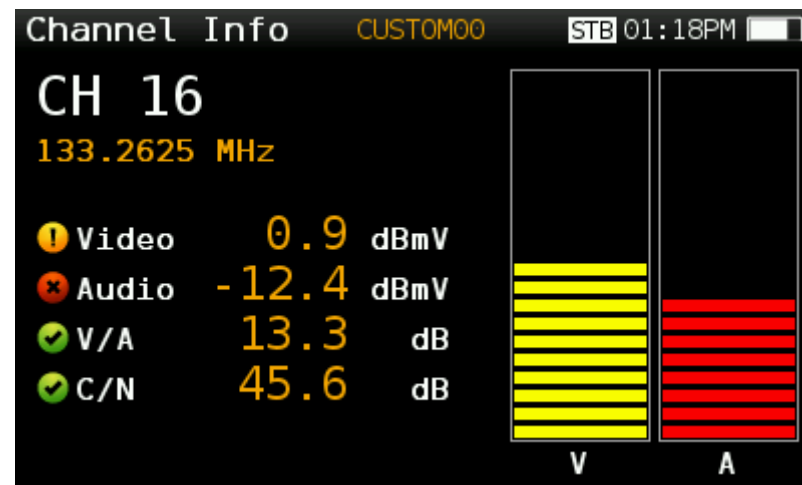 Channel Info CUSTOM00 STB 01:18PM
CH 16
133.2625 MHz
Video 0.9 dBmV
Audio -12.4 dBmV
V/A 13.3 dB
C/N 45.6 dB
V A